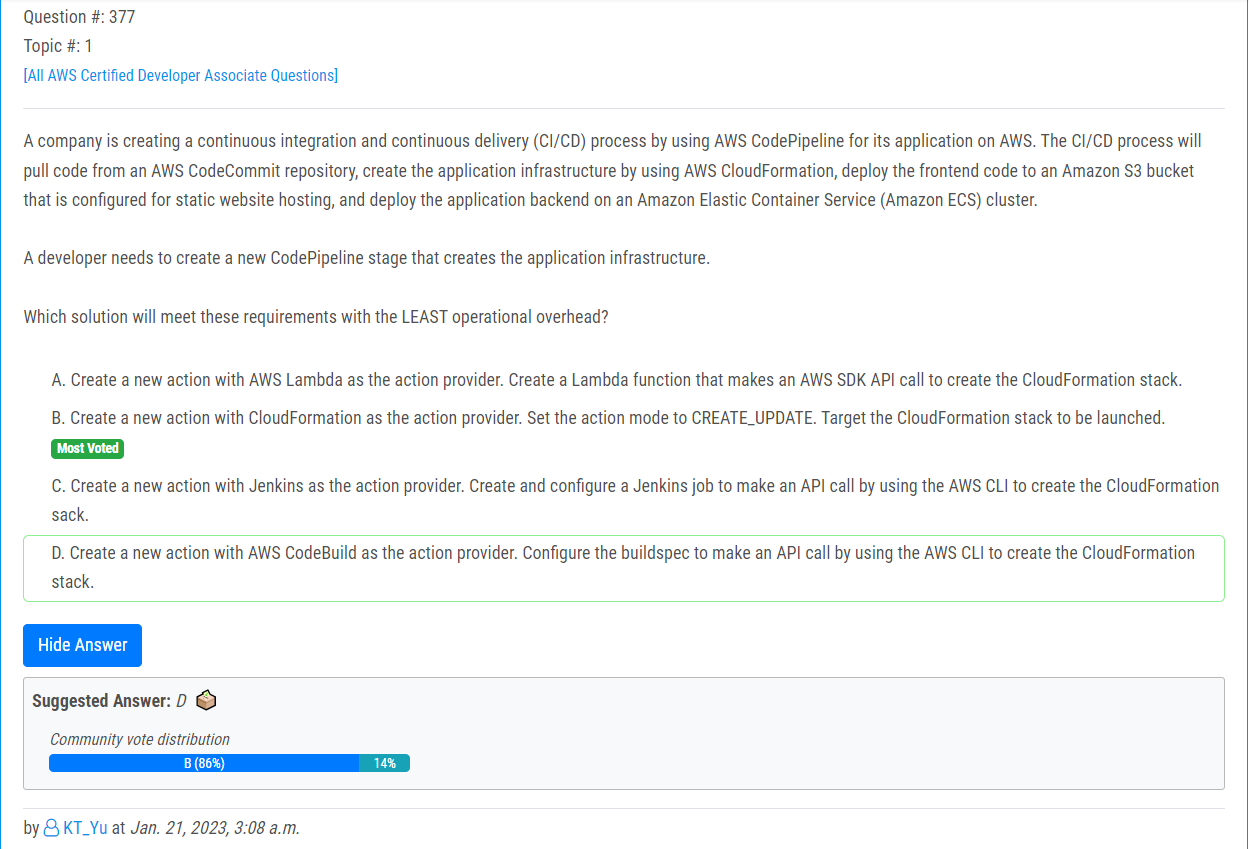 Question #: 377
Topic #: 1
[All AWS Certified Developer Associate Questions]
A company is creating a continuous integration and continuous delivery (CI/CD) process by using AWS CodePipeline for its application on AWS. The CI/CD process will
pull code from an AWS CodeCommit repository, create the application infrastructure by using AWS CloudFormation, deploy the frontend code to an Amazon S3 bucket
that is configured for static website hosting, and deploy the application backend on an Amazon Elastic Container Service (Amazon ECS) cluster.
A developer needs to create a new CodePipeline stage that creates the application infrastructure.
Which solution will meet these requirements with the LEAST operational overhead?
A. Create a new action with AWS Lambda as the action provider. Create a Lambda function that makes an AWS SDK API call to create the CloudFormation stack.
B. Create a new action with CloudFormation as the action provider. Set the action mode to CREATE_UPDATE. Target the CloudFormation stack to be launched.
Most Voted
C. Create a new action with Jenkins as the action provider. Create and configure a Jenkins job to make an API call by using the AWS CLI to create the CloudFormation
sack.
D. Create a new action with AWS CodeBuild as the action provider. Configure the buildspec to make an API call by using the AWS CLI to create the CloudFormation
stack.
Hide Answer
Suggested Answer: D
Community vote distribution
B (86%) 14%
by KT_Yu at Jan. 21, 2023, 3:08 a.m.